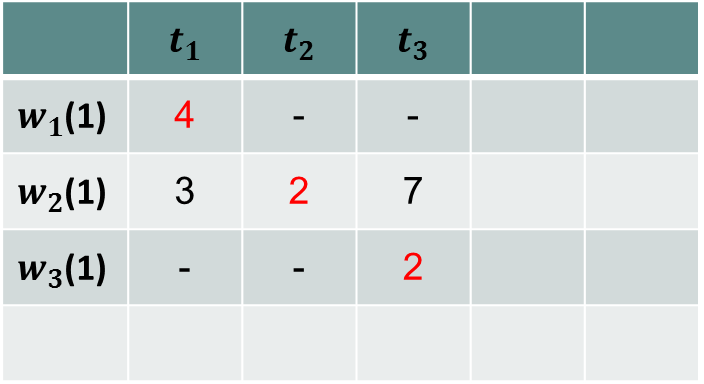 t₁ t₂ t₃
w₁(1) 4 - -
w₂(1) 3 2 7
w₃(1) - - 2